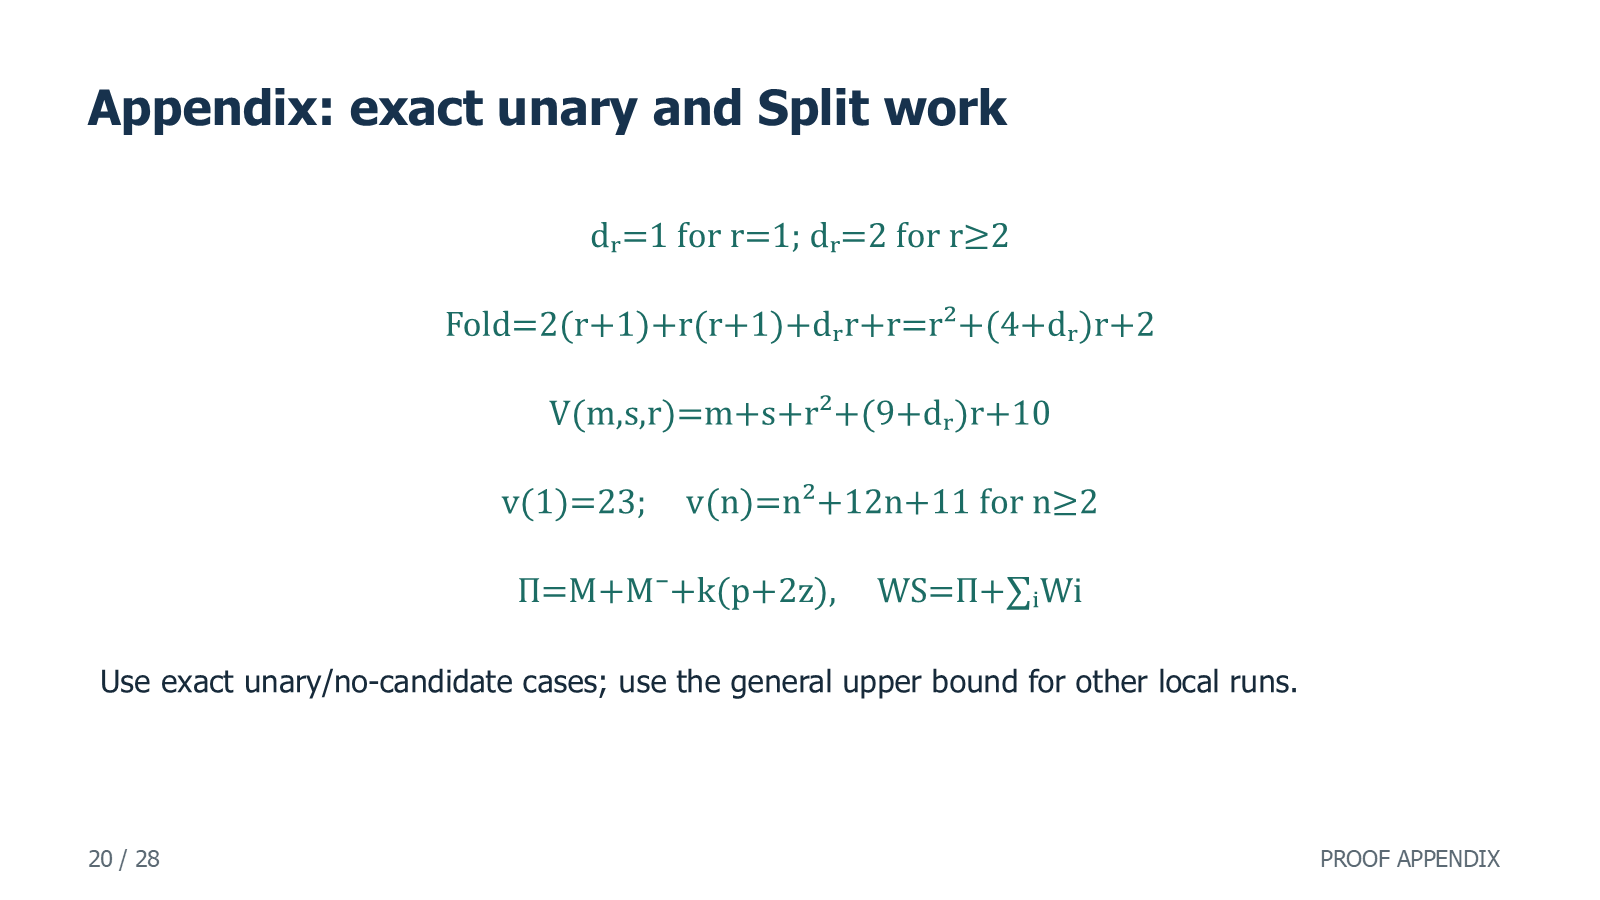 Appendix: exact unary and Split work
dᵣ=1 for r=1; dᵣ=2 for r≥2
Fold=2(r+1)+r(r+1)+dᵣr+r=r²+(4+dᵣ)r+2
V(m,s,r)=m+s+r²+(9+dᵣ)r+10
v(1)=23; v(n)=n²+12n+11 for n≥2
Π=M+M⁻+k(p+2z), WS=Π+∑ᵢWi
Use exact unary/no-candidate cases; use the general upper bound for other local runs.
20 / 28
PROOF APPENDIX